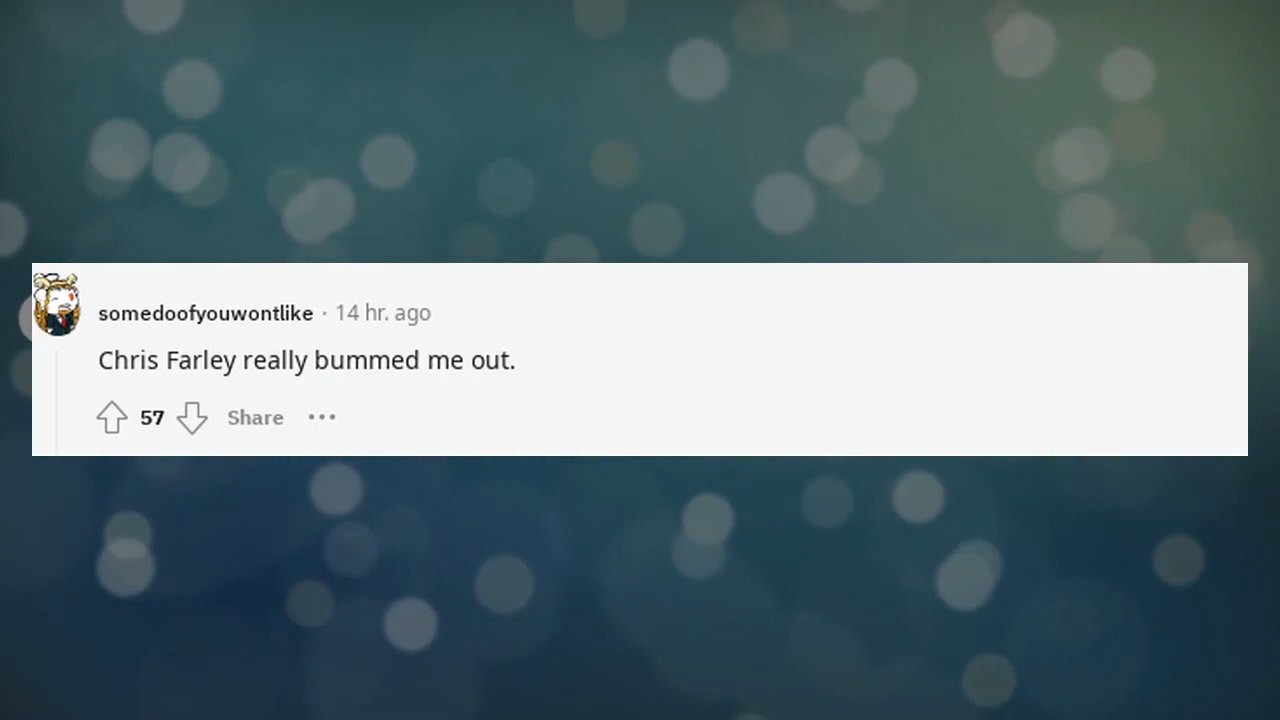 somedoofyouwontlike · 14 hr. ago
Chris Farley really bummed me out.
57 Share ···